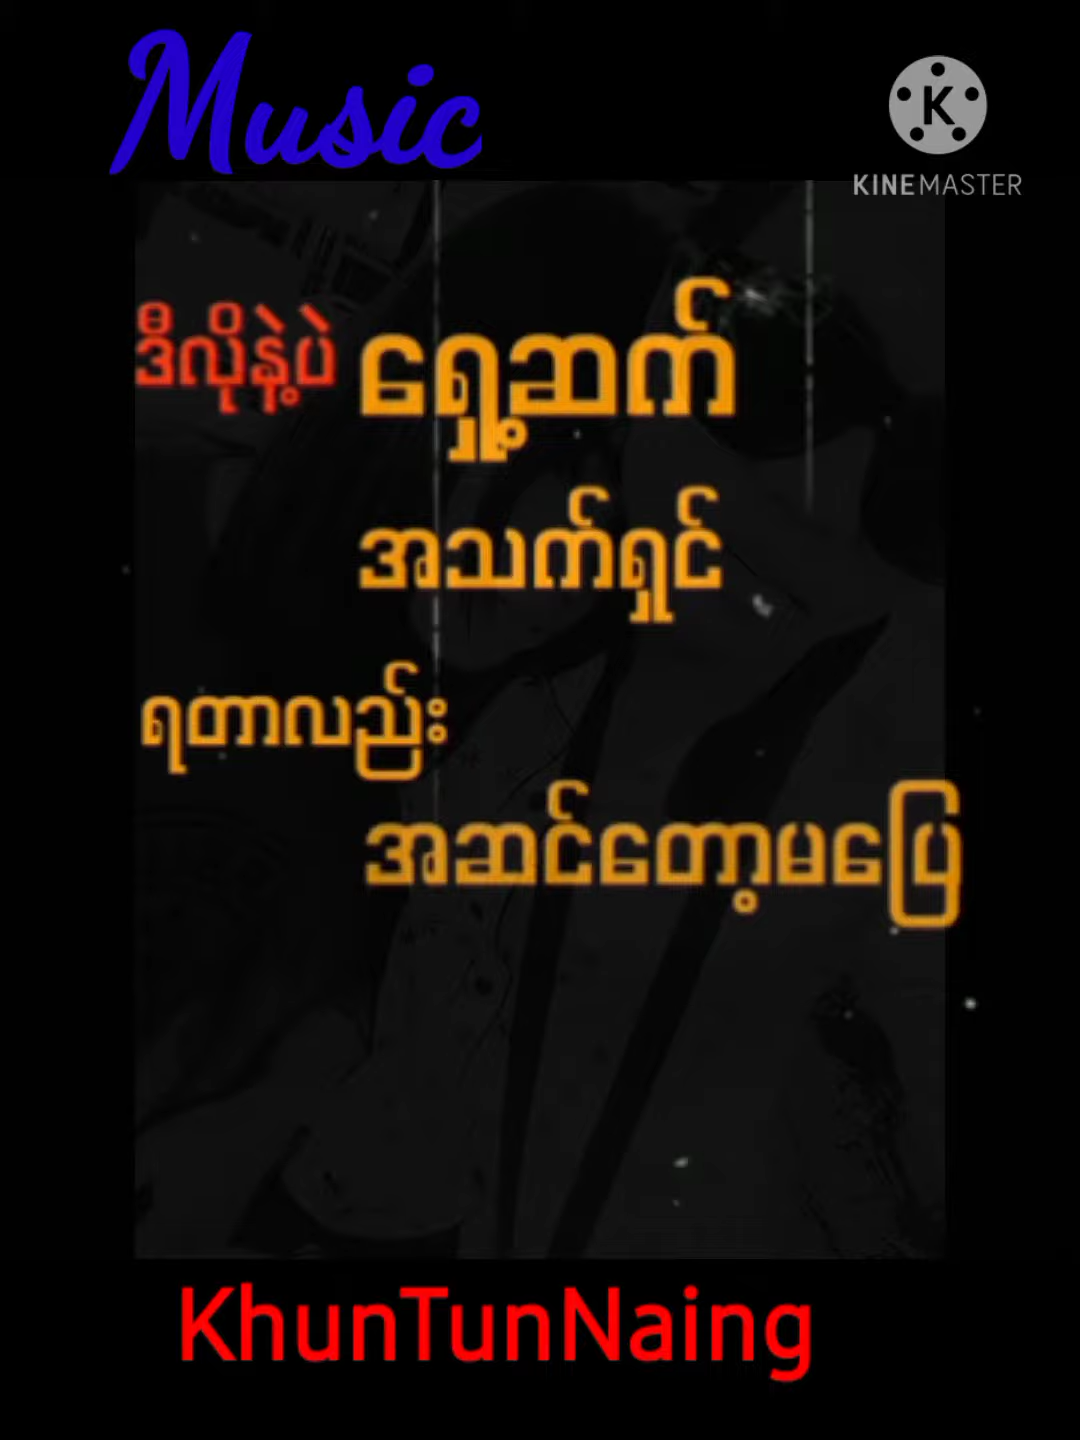 Music
KINEMASTER
ဒီလိုနဲ့ပဲ ရှေ့ဆက်
အသက်ရှင်
ရတာလည်း
အဆင်တော့မပြေ
KhunTunNaing